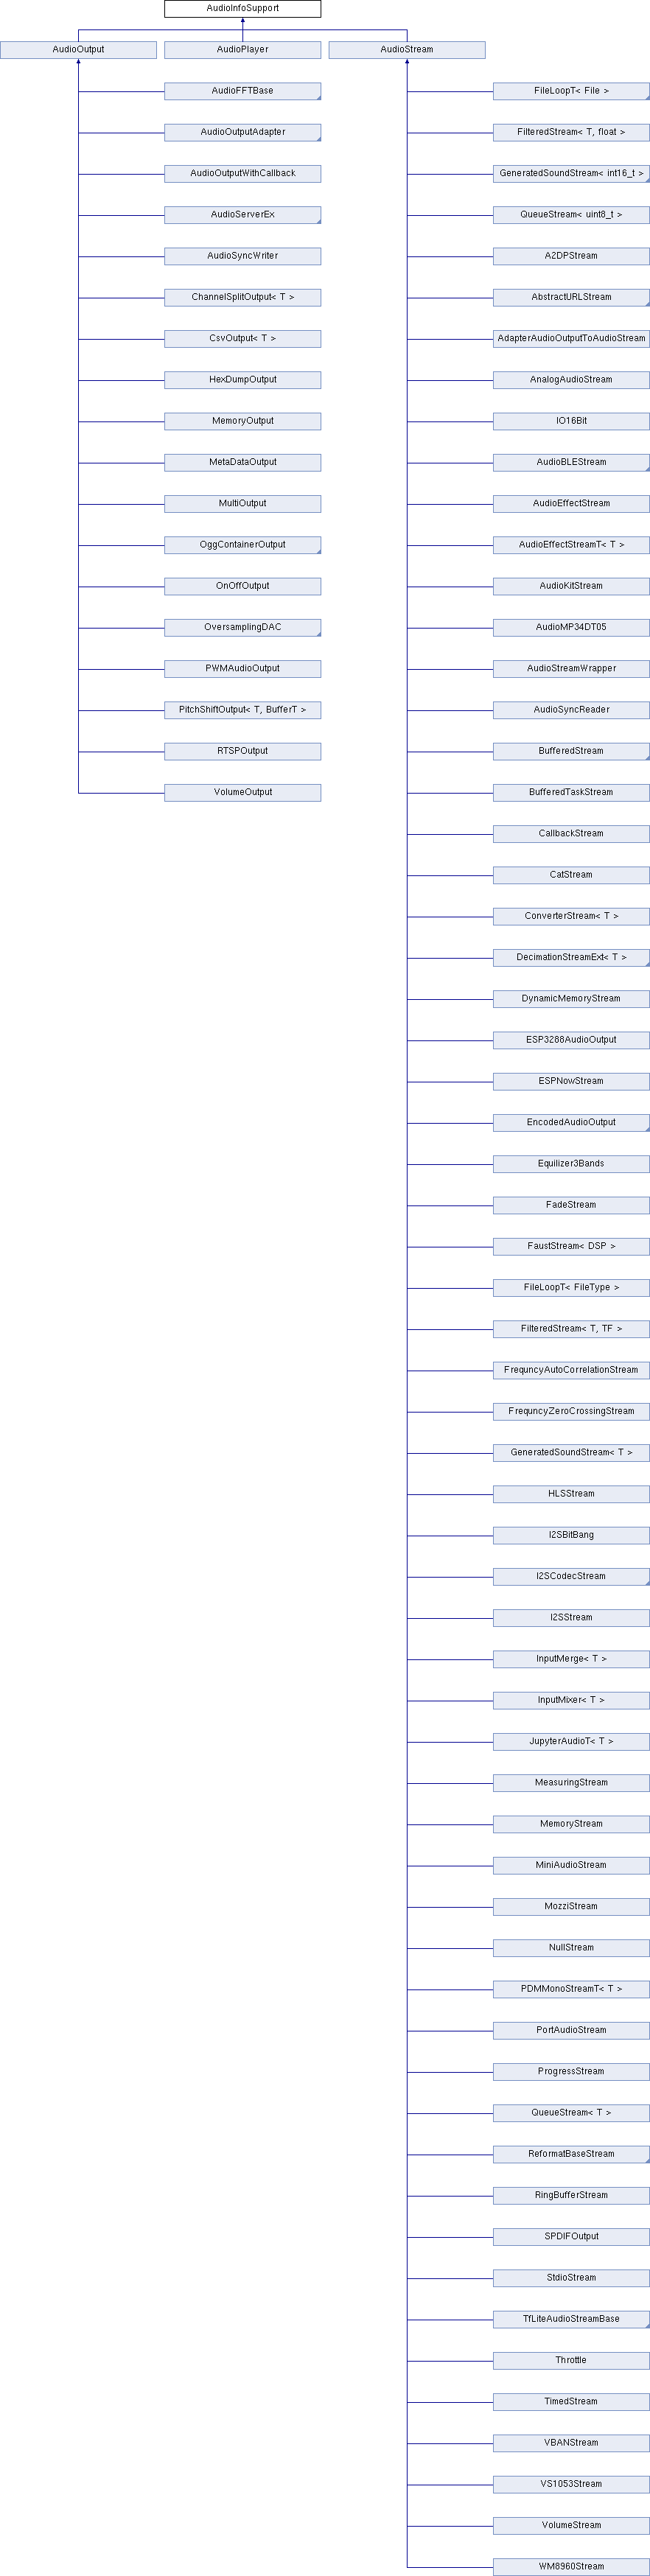 AudioInfoSupport
AudioOutput
AudioPlayer
AudioStream
AudioFFTBase
AudioOutputAdapter
AudioOutputWithCallback
AudioServerEx
AudioSyncWriter
ChannelSplitOutput< T >
CsvOutput< T >
HexDumpOutput
MemoryOutput
MetaDataOutput
MultiOutput
OggContainerOutput
OnOffOutput
OversamplingDAC
PWMAudioOutput
PitchShiftOutput< T, BufferT >
RTSPOutput
VolumeOutput
FileLoopT< File >
FilteredStream< T, float >
GeneratedSoundStream< int16_t >
QueueStream< uint8_t >
A2DPStream
AbstractURLStream
AdapterAudioOutputToAudioStream
AnalogAudioStream
IO16Bit
AudioBLEStream
AudioEffectStream
AudioEffectStreamT< T >
AudioKitStream
AudioMP34DT05
AudioStreamWrapper
AudioSyncReader
BufferedStream
BufferedTaskStream
CallbackStream
CatStream
ConverterStream< T >
DecimationStreamExt< T >
DynamicMemoryStream
ESP3288AudioOutput
ESPNowStream
EncodedAudioOutput
Equilizer3Bands
FadeStream
FaustStream< DSP >
FileLoopT< FileType >
FilteredStream< T, TF >
FrequncyAutoCorrelationStream
FrequncyZeroCrossingStream
GeneratedSoundStream< T >
HLSStream
I2SBitBang
I2SCodecStream
I2SStream
InputMerge< T >
InputMixer< T >
JupyterAudioT< T >
MeasuringStream
MemoryStream
MiniAudioStream
MozziStream
NullStream
PDMMonoStreamT< T >
PortAudioStream
ProgressStream
QueueStream< T >
ReformatBaseStream
RingBufferStream
SPDIFOutput
StdioStream
TfLiteAudioStreamBase
Throttle
TimedStream
VBANStream
VS1053Stream
VolumeStream
WM8960Stream